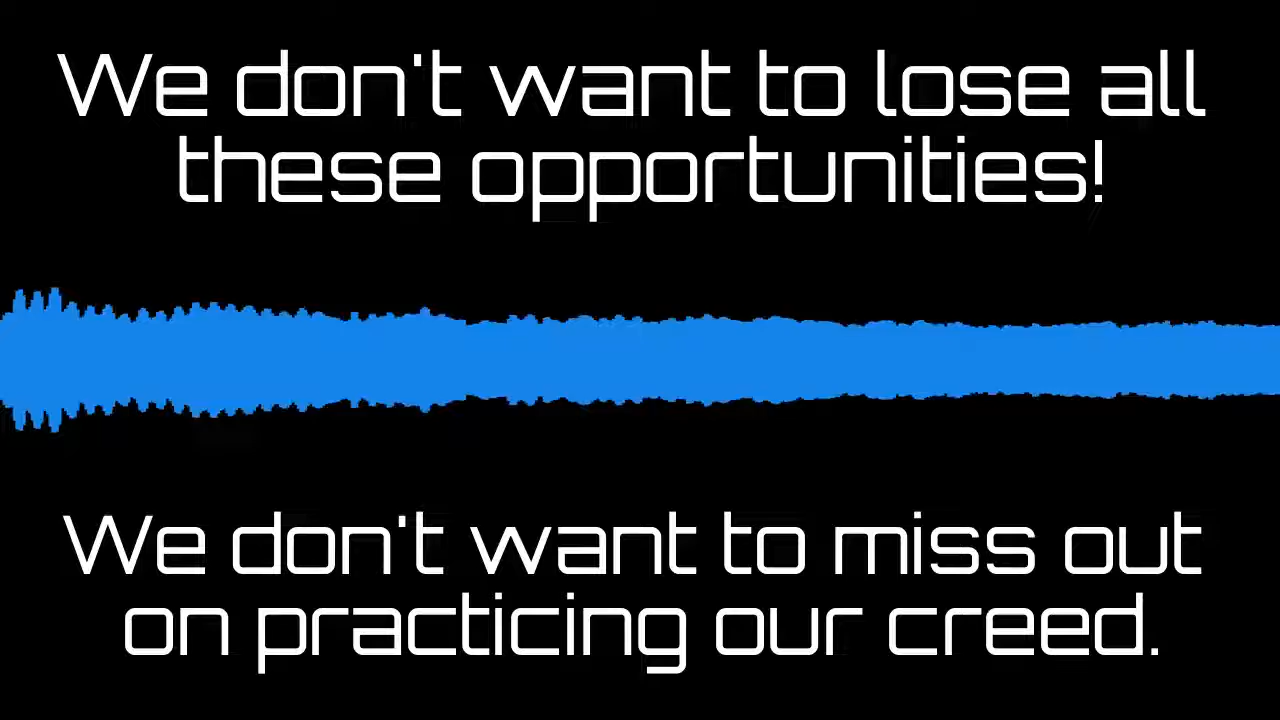 We don't want to lose all
these opportunities!
We don't want to miss out
on practicing our creed.